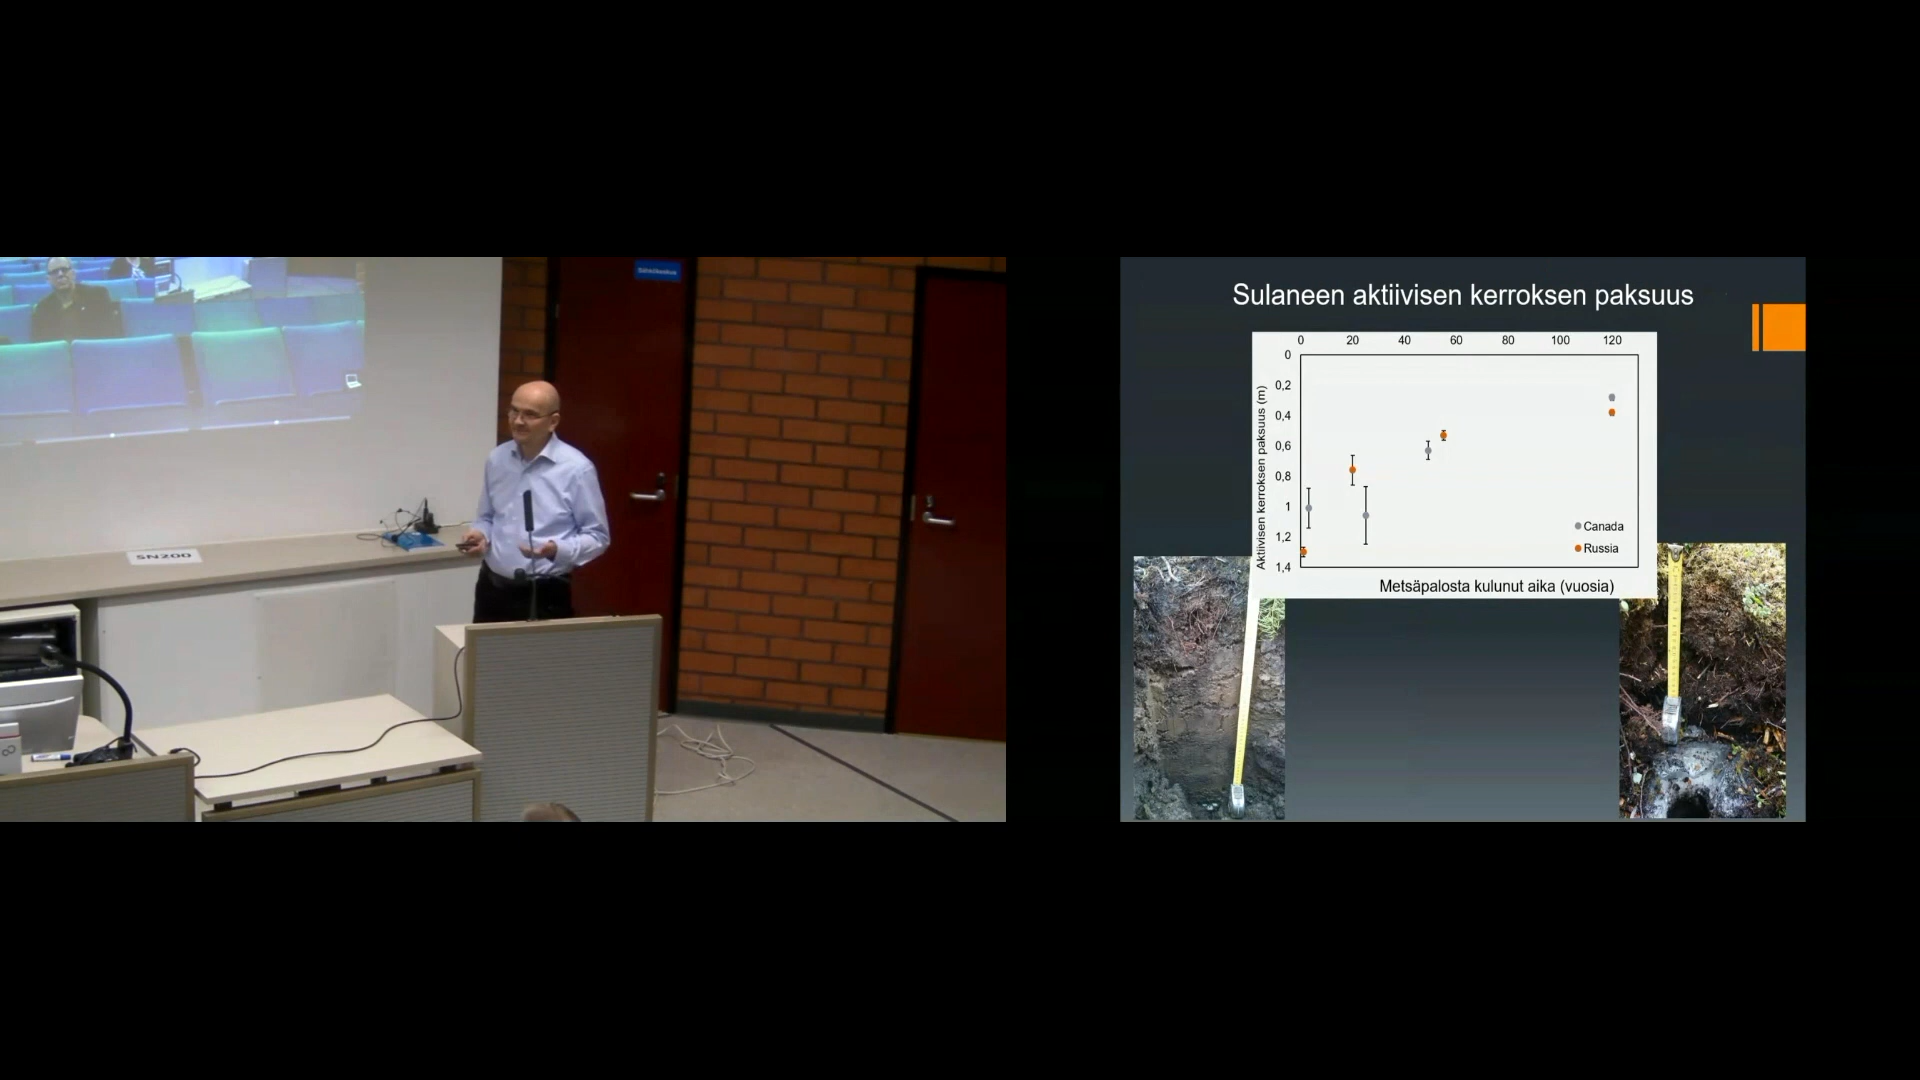 Sähkökeskus
SN200
Sulaneen aktiivisen kerroksen paksuus
0 20 40 60 80 100 120
0
0,2
0,4
0,6
0,8
1
1,2
1,4
Aktiivisen kerroksen paksuus (m)
Canada
Russia
Metsäpalosta kulunut aika (vuosia)